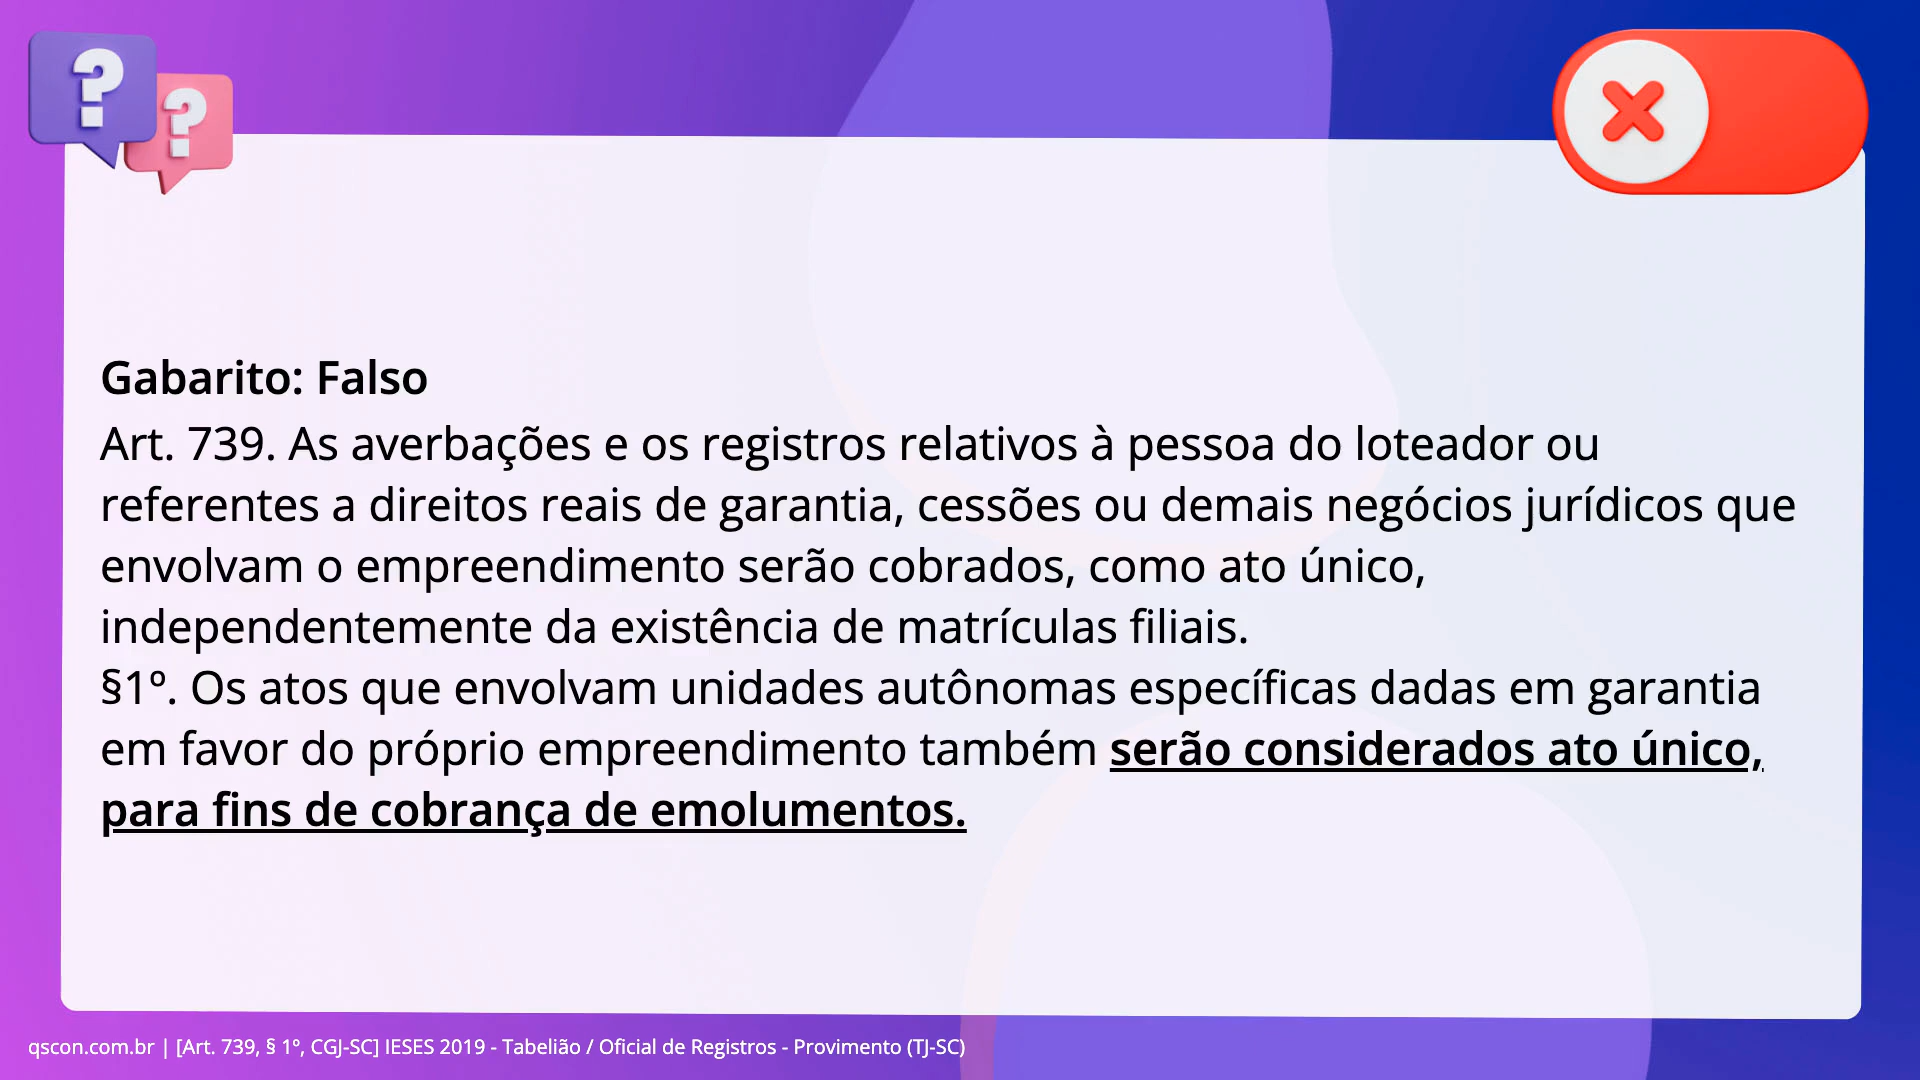 ?
?
Gabarito: Falso
Art. 739. As averbações e os registros relativos à pessoa do loteador ou
referentes a direitos reais de garantia, cessões ou demais negócios jurídicos que
envolvam o empreendimento serão cobrados, como ato único,
independentemente da existência de matrículas filiais.
§1º. Os atos que envolvam unidades autônomas específicas dadas em garantia
em favor do próprio empreendimento também serão considerados ato único,
para fins de cobrança de emolumentos.
qscon.com.br | [Art. 739, § 1º, CGJ-SC] IESES 2019 - Tabelião / Oficial de Registros - Provimento (TJ-SC)